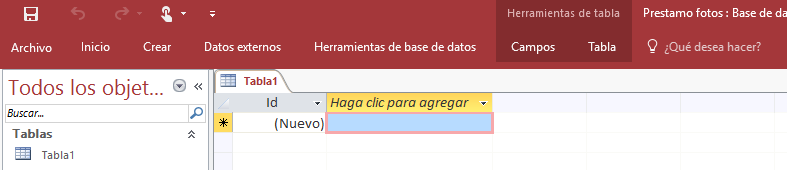 Herramientas de tabla
Prestamo fotos : Base de da
Archivo
Inicio
Crear
Datos externos
Herramientas de base de datos
Campos
Tabla
¿Qué desea hacer?
Todos los objet...
Buscar...
Tablas
Tabla1
Tabla1
Id
Haga clic para agregar
(Nuevo)